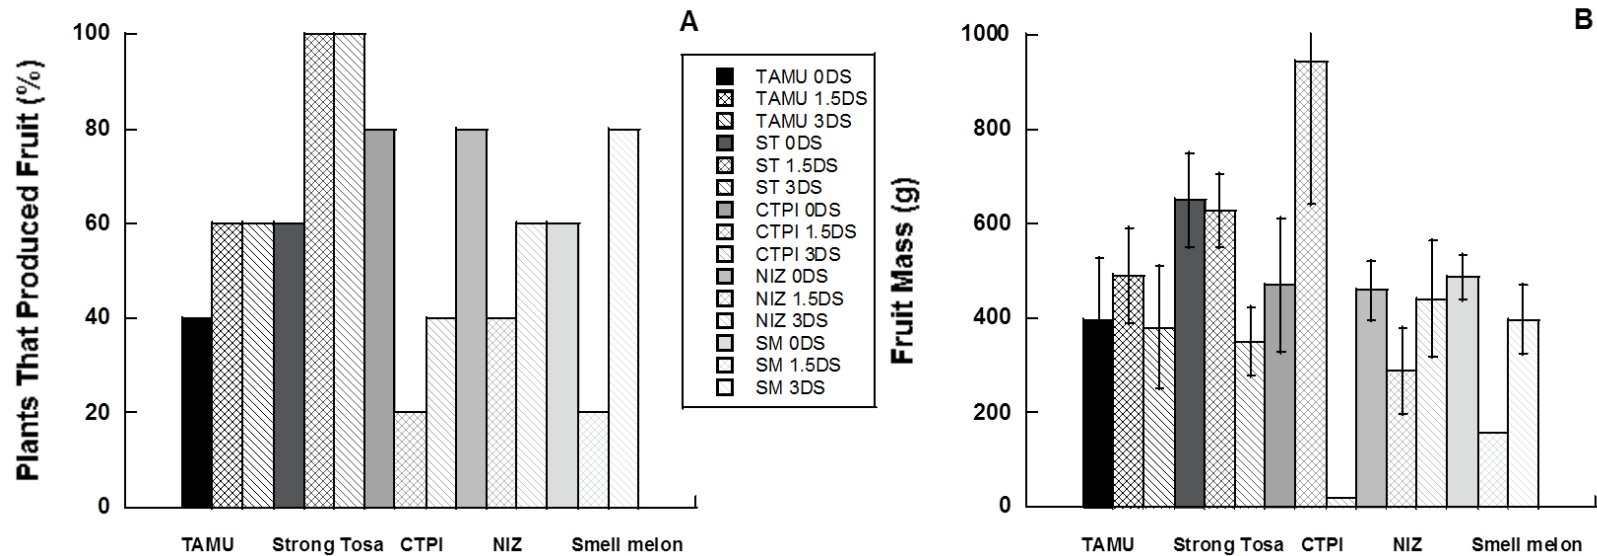 A
Plants That Produced Fruit (%)
100
80
60
40
20
0
TAMU Strong Tosa CTPI NIZ Smell melon
TAMU 0DS
TAMU 1.5DS
TAMU 3DS
ST 0DS
ST 1.5DS
ST 3DS
CTPI 0DS
CTPI 1.5DS
CTPI 3DS
NIZ 0DS
NIZ 1.5DS
NIZ 3DS
SM 0DS
SM 1.5DS
SM 3DS
B
Fruit Mass (g)
1000
800
600
400
200
0
TAMU Strong Tosa CTPI NIZ Smell melon